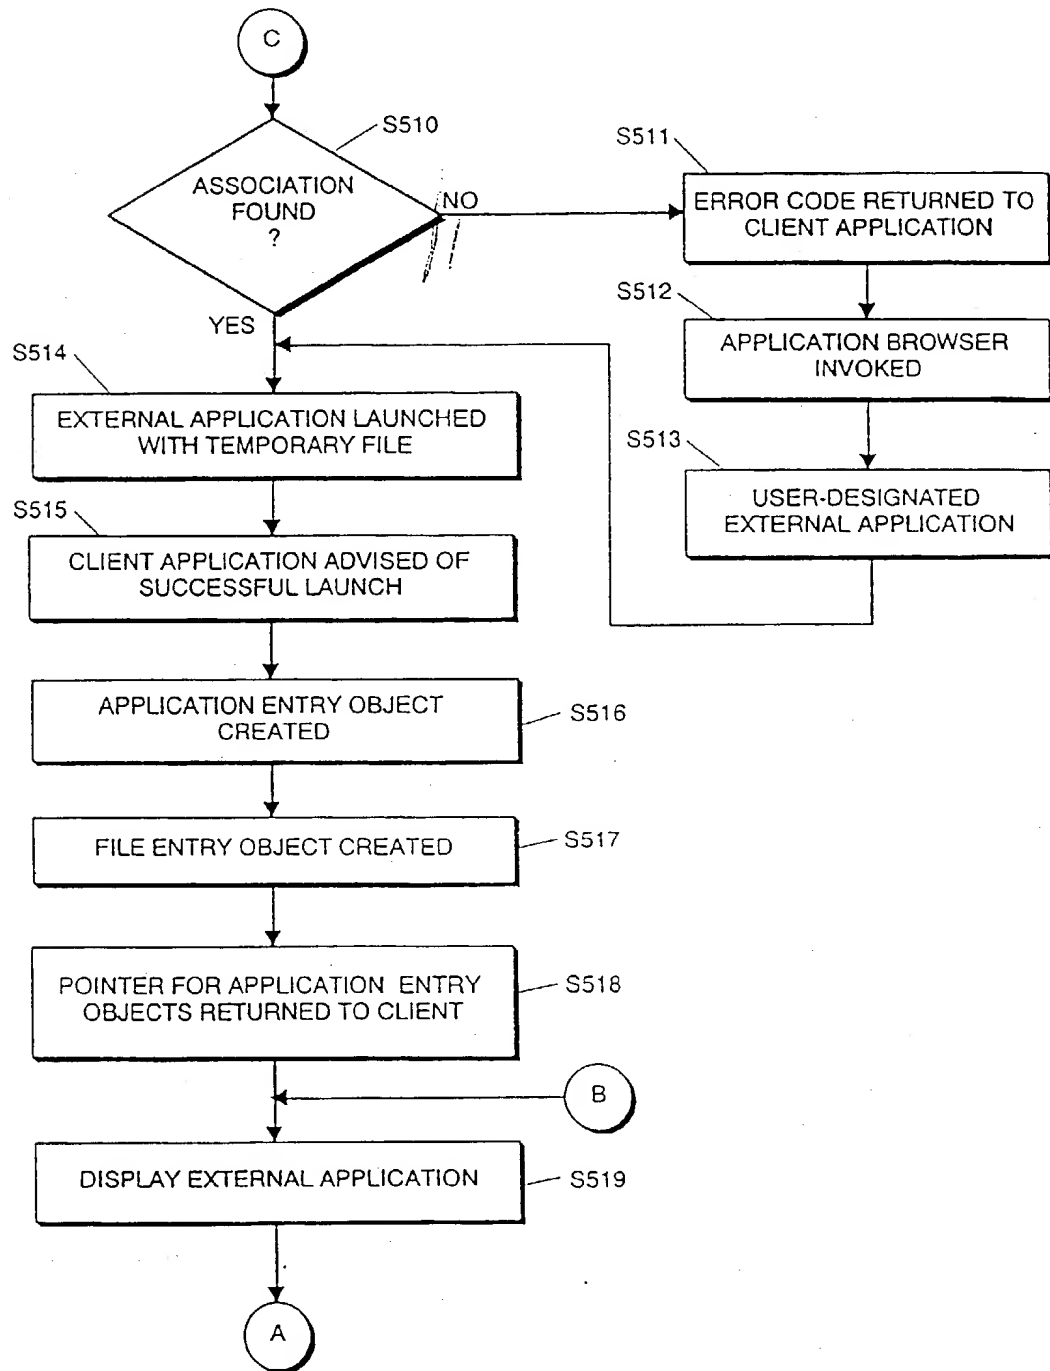 C
S510
ASSOCIATION
FOUND
?
NO
YES
S511
ERROR CODE RETURNED TO
CLIENT APPLICATION
S512
APPLICATION BROWSER
INVOKED
S513
USER-DESIGNATED
EXTERNAL APPLICATION
S514
EXTERNAL APPLICATION LAUNCHED
WITH TEMPORARY FILE
S515
CLIENT APPLICATION ADVISED OF
SUCCESSFUL LAUNCH
APPLICATION ENTRY OBJECT
CREATED
S516
FILE ENTRY OBJECT CREATED
S517
POINTER FOR APPLICATION ENTRY
OBJECTS RETURNED TO CLIENT
S518
B
DISPLAY EXTERNAL APPLICATION
S519
A